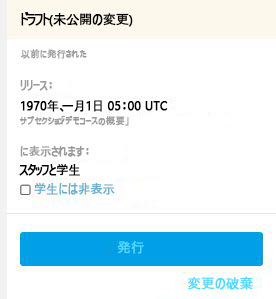 ドラフト(未公開の変更)
以前に発行された
リリース:
1970年、一月1日 05:00 UTC
サブセクション「デモコースの概要」
に表示されます:
スタッフと学生
学生には非表示
発行
変更の破棄